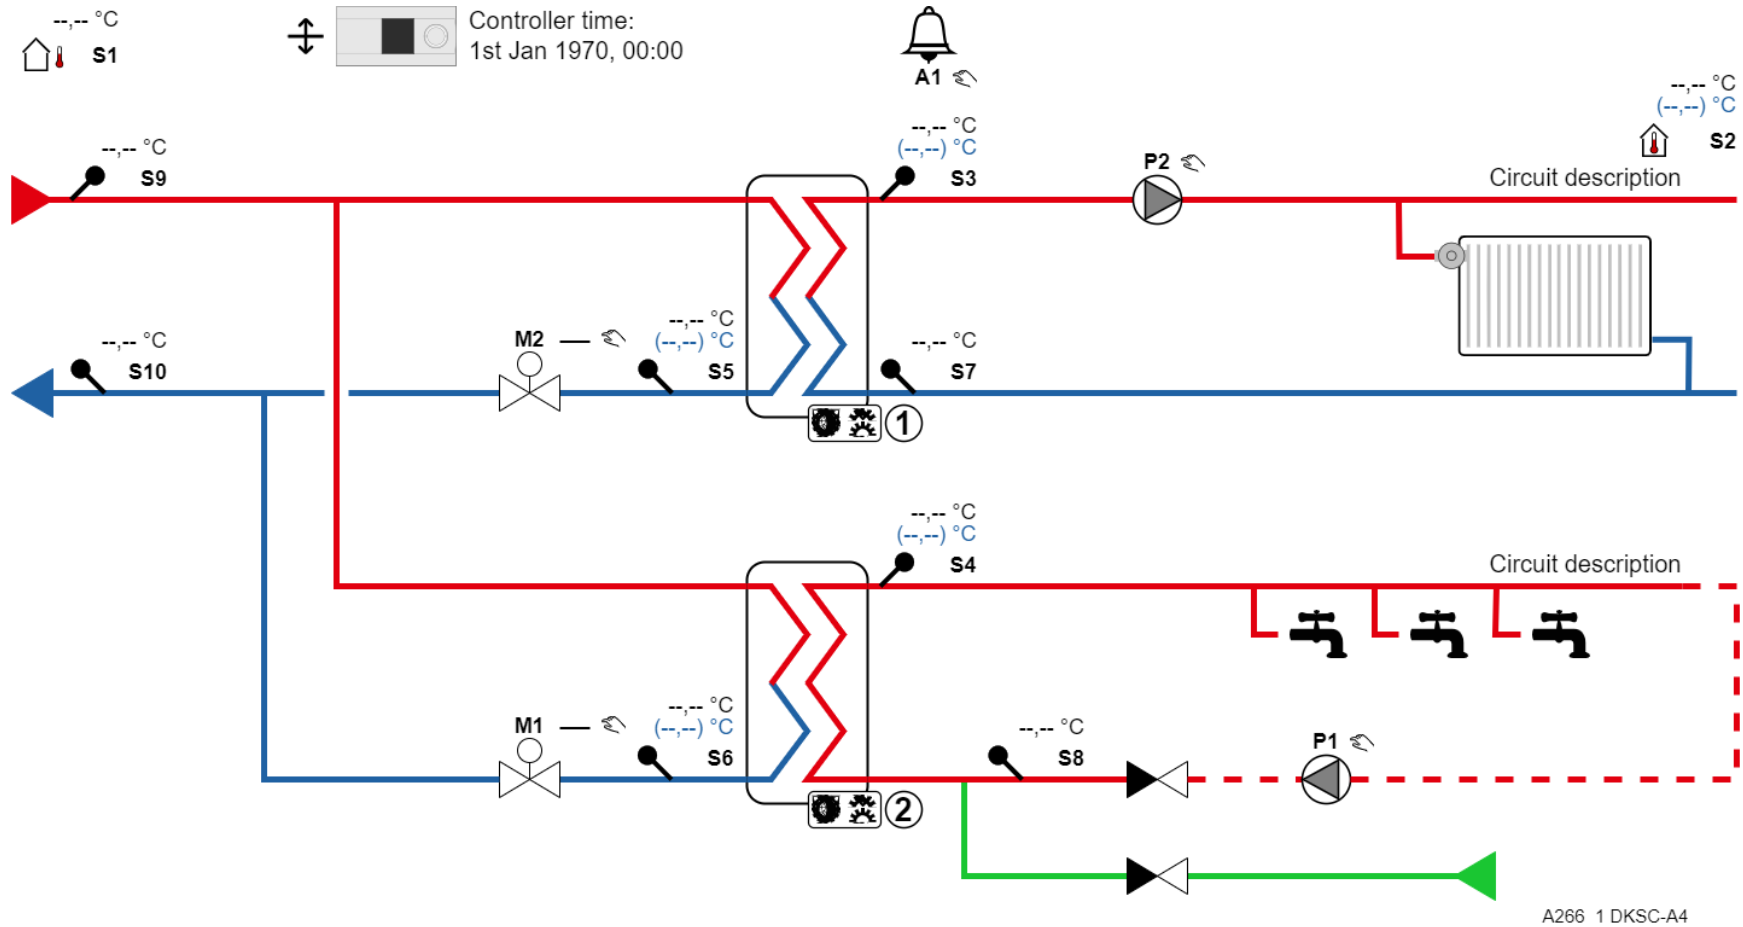 --,-- °C
S1
Controller time:
1st Jan 1970, 00:00
A1
--,-- °C
(--,--) °C
S2
--,-- °C
S9
--,-- °C
(--,--) °C
S3
P2
Circuit description
--,-- °C
S10
M2
--,-- °C
(--,--) °C
S5
--,-- °C
S7
1
--,-- °C
(--,--) °C
S4
Circuit description
M1
--,-- °C
(--,--) °C
S6
--,-- °C
S8
P1
2
A266 1 DKSC-A4